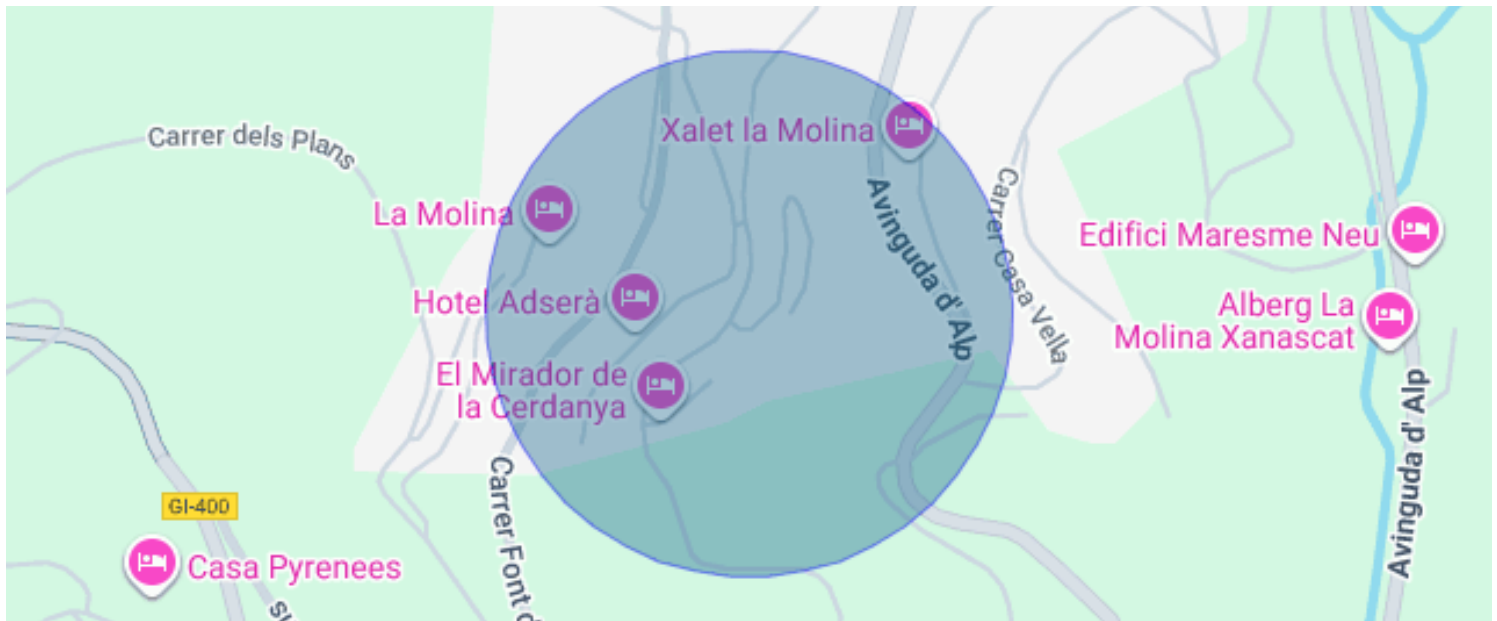 Carrer dels Plans
Xalet la Molina
La Molina
Avinguda d' Alp
Carrer Casa Vella
Edifici Maresme Neu
Hotel Adserà
Alberg La
Molina Xanascat
El Mirador de
la Cerdanya
Avinguda d' Alp
Carrer Font d
GI-400
Casa Pyrenees